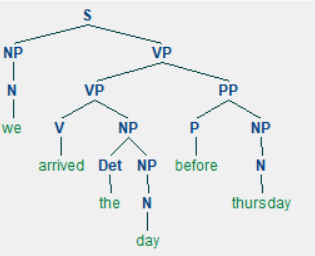 S
NP VP
N VP PP
we V NP P NP
arrived Det NP before N
the N thursday
day